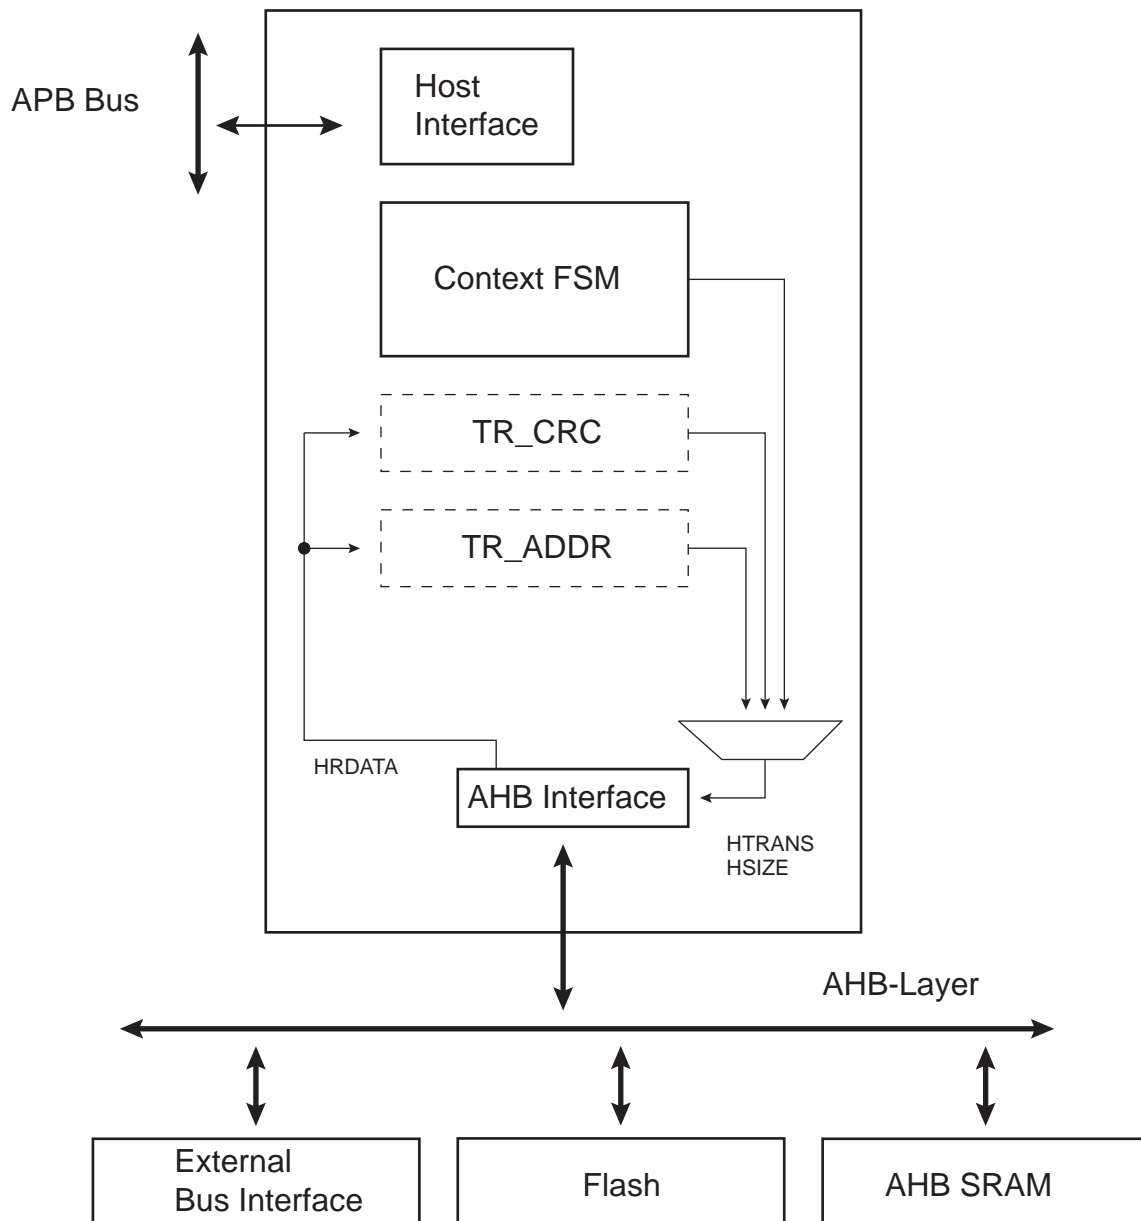 APB Bus
Host
Interface
Context FSM
TR_CRC
TR_ADDR
HRDATA
AHB Interface
HTRANS
HSIZE
AHB-Layer
External
Bus Interface
Flash
AHB SRAM